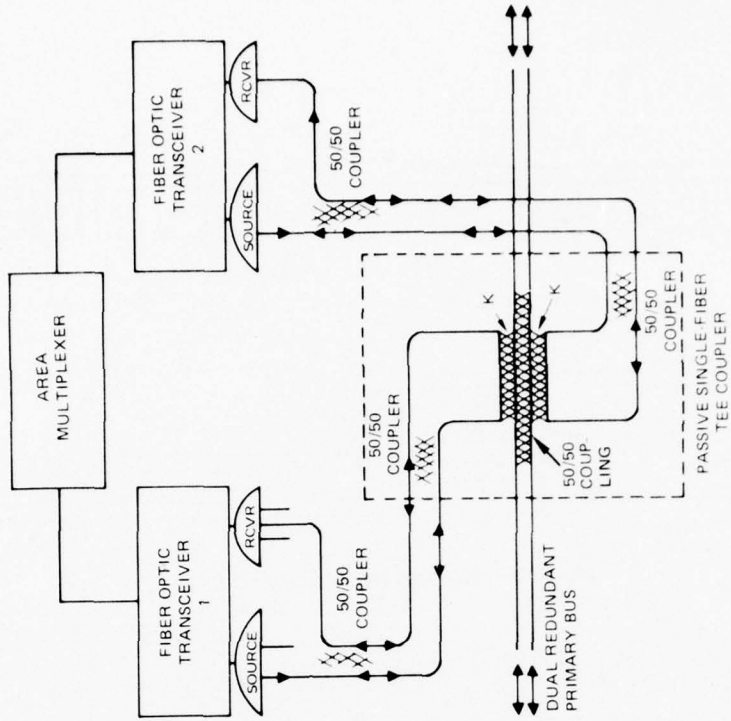 AREA
MULTIPLEXER
FIBER OPTIC
TRANSCEIVER
1
FIBER OPTIC
TRANSCEIVER
2
SOURCE
RCVR
SOURCE
RCVR
50/50
COUPLER
50/50
COUPLER
50/50
COUPLER
K
K
50/50
COUP-
LING
50/50
COUPLER
DUAL REDUNDANT
PRIMARY BUS
PASSIVE SINGLE-FIBER
TEE COUPLER